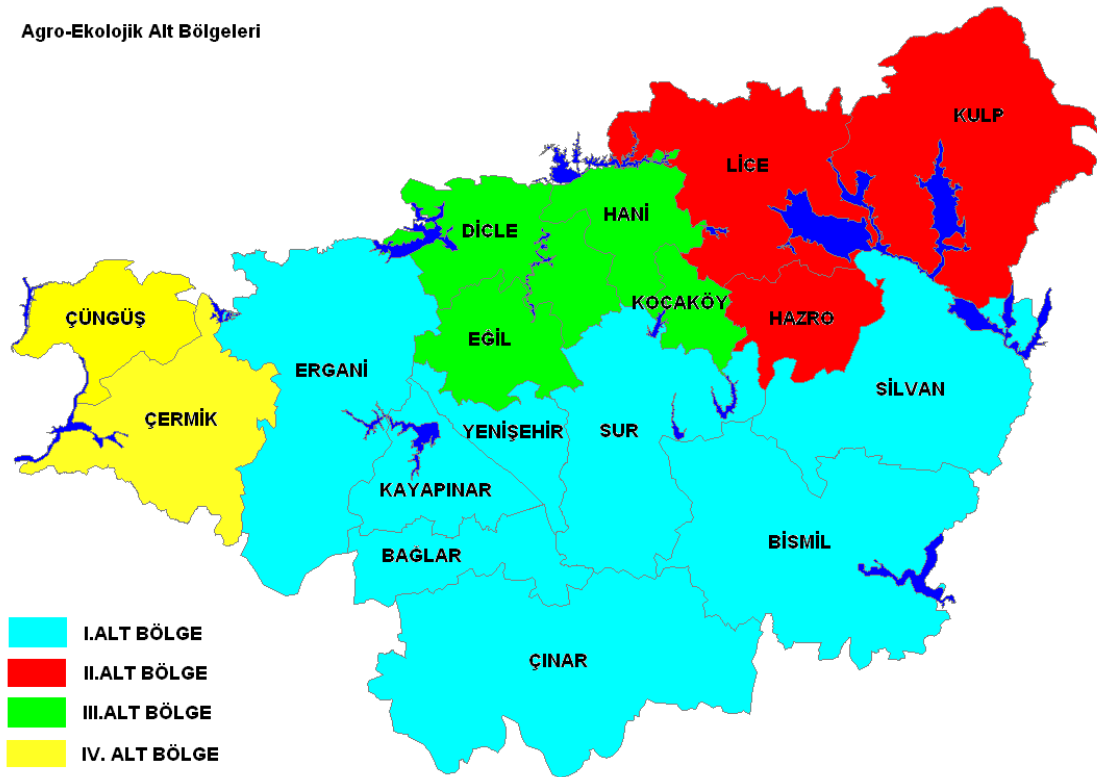 Agro-Ekolojik Alt Bölgeleri
KULP
LİCE
HANİ
DİCLE
KOCAKÖY
ÇÜNGÜŞ
HAZRO
EĞİL
ERGANİ
SİLVAN
ÇERMİK
YENİŞEHİR
SUR
KAYAPINAR
BİSMİL
BAĞLAR
ÇINAR
I.ALT BÖLGE
II.ALT BÖLGE
III.ALT BÖLGE
IV. ALT BÖLGE